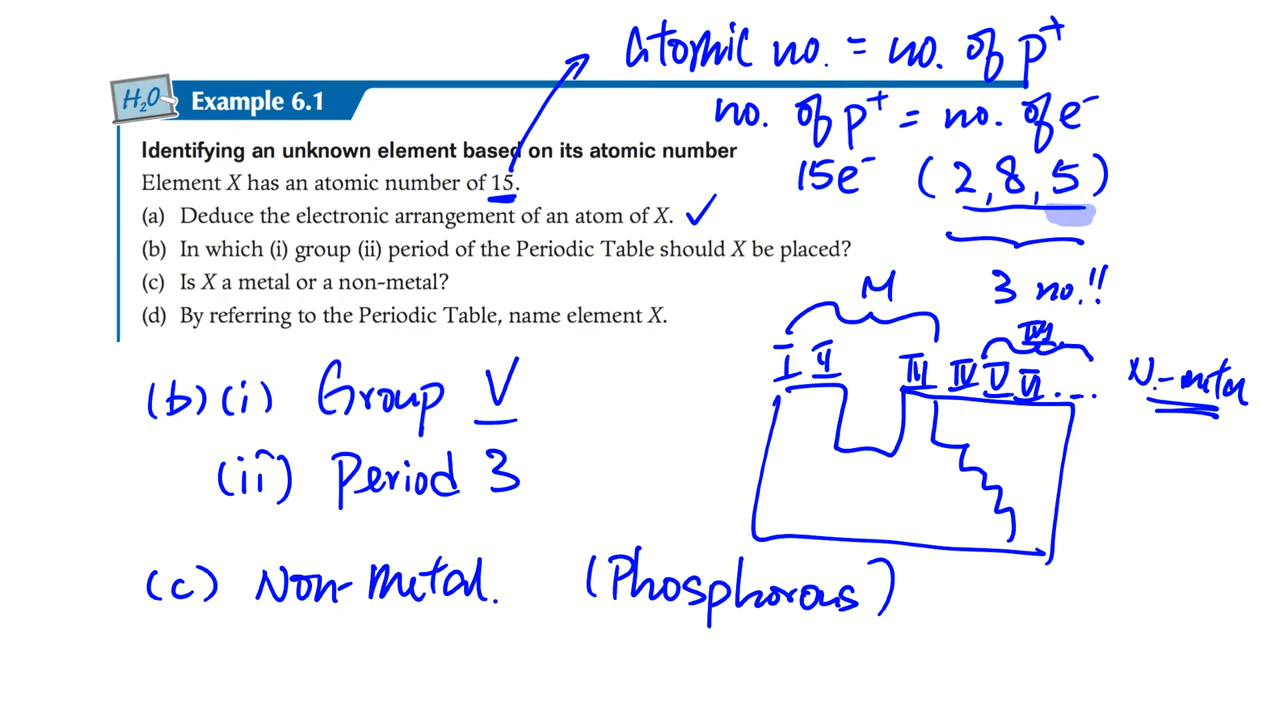 Atomic no. = no. of p+
H₂O Example 6.1
no. of p+ = no. of e-
Identifying an unknown element based on its atomic number
Element X has an atomic number of 15.
15e- (2,8,5)
(a) Deduce the electronic arrangement of an atom of X. ✓
(b) In which (i) group (ii) period of the Periodic Table should X be placed?
(c) Is X a metal or a non-metal?
M
3 no.!!
(d) By referring to the Periodic Table, name element X.
I II III IV V VI ...
N.-metal
(b)(i) Group V
(ii) Period 3
(c) Non-metal. (Phosphorous)